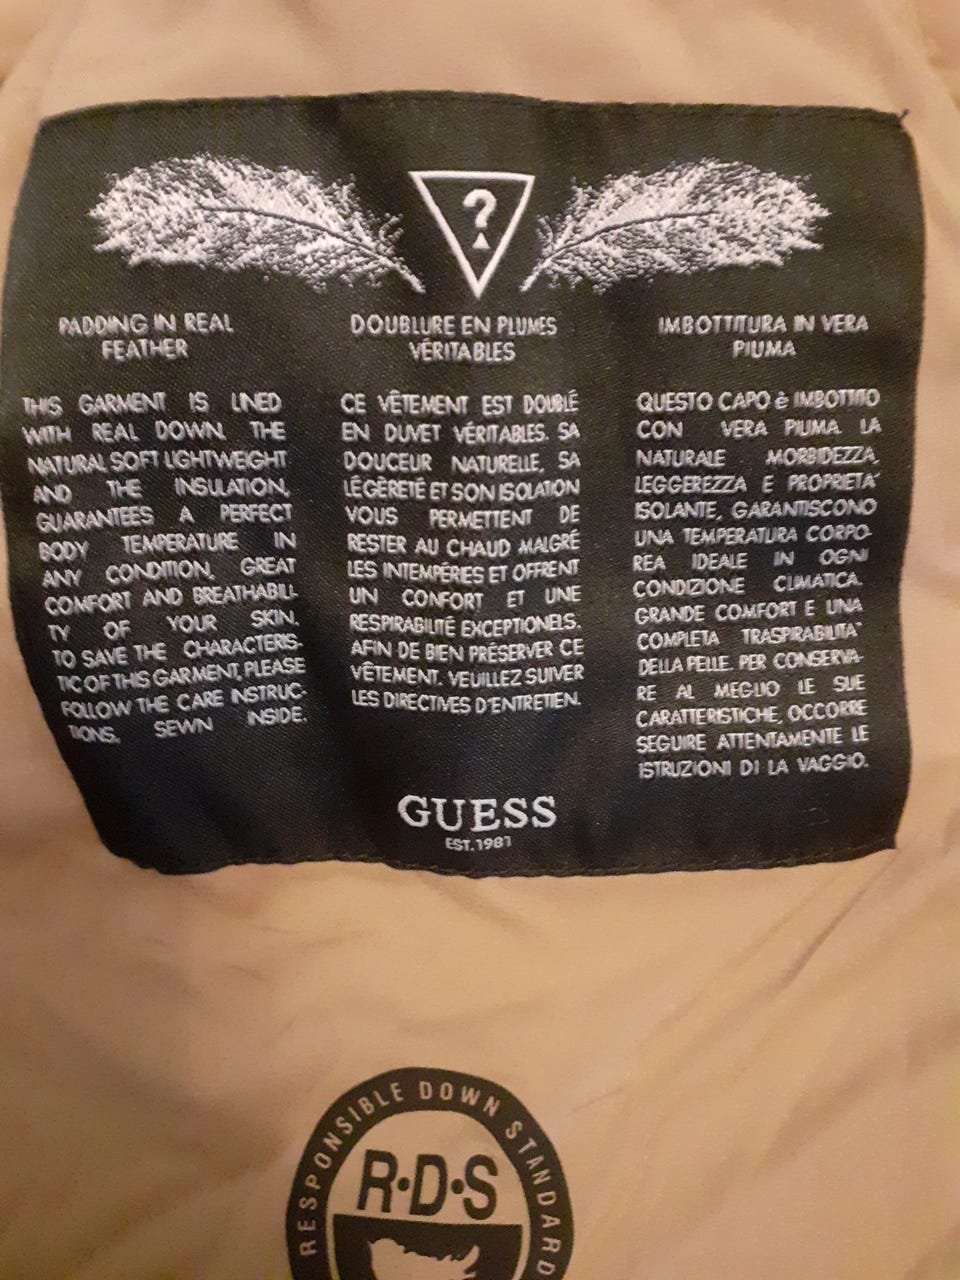 ?
PADDING IN REAL
FEATHER
THIS GARMENT IS LINED
WITH REAL DOWN. THE
NATURAL SOFT LIGHTWEIGHT
AND THE INSULATION,
GUARANTEES A PERFECT
BODY TEMPERATURE IN
ANY CONDITION, GREAT
COMFORT AND BREATHABILI-
TY OF YOUR SKIN.
TO SAVE THE CHARACTERIS-
TIC OF THIS GARMENT, PLEASE
FOLLOW THE CARE INSTRUC-
TIONS, SEWN INSIDE.
DOUBLURE EN PLUMES
VÉRITABLES
CE VÊTEMENT EST DOUBLÉ
EN DUVET VÉRITABLES. SA
DOUCEUR NATURELLE, SA
LÉGÈRETÉ ET SON ISOLATION
VOUS PERMETTENT DE
RESTER AU CHAUD MALGRÉ
LES INTEMPÉRIES ET OFFRENT
UN CONFORT ET UNE
RESPIRABILITÉ EXCEPTIONELS.
AFIN DE BIEN PRÉSERVER CE
VÊTEMENT, VEUILLEZ SUIVER
LES DIRECTIVES D'ENTRETIEN.
IMBOTTITURA IN VERA
PIUMA
QUESTO CAPO è IMBOTTITO
CON VERA PIUMA. LA
NATURALE MORBIDEZZA,
LEGGEREZZA E PROPRIETA'
ISOLANTE, GARANTISCONO
UNA TEMPERATURA CORPO-
REA IDEALE IN OGNI
CONDIZIONE CLIMATICA.
GRANDE COMFORT E UNA
COMPLETA TRASPIRABILITA'
DELLA PELLE. PER CONSERVA-
RE AL MEGLIO LE SUE
CARATTERISTICHE, OCCORRE
SEGUIRE ATTENTAMENTE LE
ISTRUZIONI DI LA VAGGIO.
GUESS
EST. 1981
RESPONSIBLE DOWN STANDARD
R·D·S